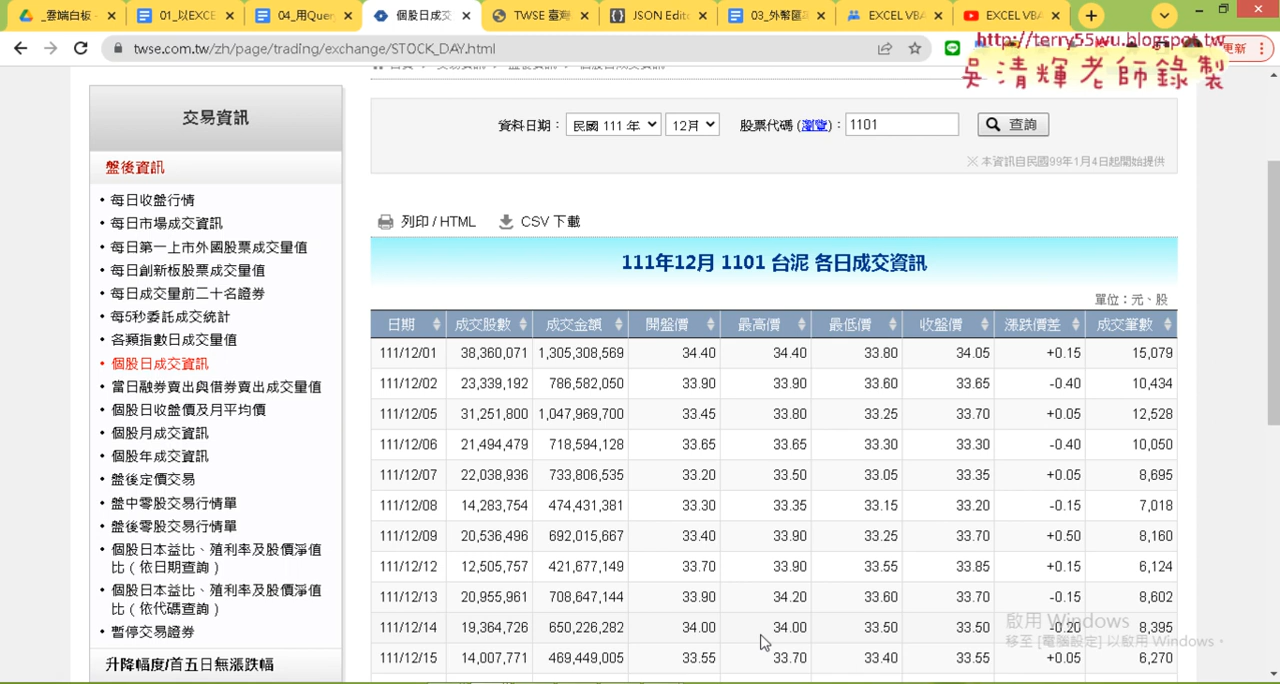 _雲端白板 -
01_以EXCE
04_用Quer
個股日成交
TWSE 臺灣
JSON Edito
03_外幣匯
EXCEL VBA
EXCEL VBA
twse.com.tw/zh/page/trading/exchange/STOCK_DAY.html
更新
http://terry55wu.blogspot.tw
吳清輝老師錄製
交易資訊
盤後資訊
每日收盤行情
每日市場成交資訊
每日第一上市外國股票成交量值
每日創新板股票成交量值
每日成交量前二十名證券
每5秒委託成交統計
各類指數日成交量值
個股日成交資訊
當日融券賣出與借券賣出成交量值
個股日收盤價及月平均價
個股月成交資訊
個股年成交資訊
盤後定價交易
盤中零股交易行情單
盤後零股交易行情單
個股日本益比、殖利率及股價淨值
比(依日期查詢)
個股日本益比、殖利率及股價淨值
比(依代碼查詢)
暫停交易證券
升降幅度/首五日無漲跌幅
資料日期: 民國 111 年 12月 股票代碼 (瀏覽): 1101 查詢
※ 本資訊自民國99年1月4日起開始提供
列印 / HTML CSV 下載
111年12月 1101 台泥 各日成交資訊
單位:元、股
日期 成交股數 成交金額 開盤價 最高價 最低價 收盤價 漲跌價差 成交筆數
111/12/01 38,360,071 1,305,308,569 34.40 34.40 33.80 34.05 +0.15 15,079
111/12/02 23,339,192 786,582,050 33.90 33.90 33.60 33.65 -0.40 10,434
111/12/05 31,251,800 1,047,969,700 33.45 33.80 33.25 33.70 +0.05 12,528
111/12/06 21,494,479 718,594,128 33.65 33.65 33.30 33.30 -0.40 10,050
111/12/07 22,038,936 733,806,535 33.20 33.50 33.05 33.35 +0.05 8,695
111/12/08 14,283,754 474,431,381 33.30 33.35 33.15 33.20 -0.15 7,018
111/12/09 20,536,496 692,015,667 33.40 33.90 33.25 33.70 +0.50 8,160
111/12/12 12,505,757 421,677,149 33.70 33.90 33.55 33.85 +0.15 6,124
111/12/13 20,955,961 708,647,144 33.90 34.20 33.60 33.70 -0.15 8,602
111/12/14 19,364,726 650,226,282 34.00 34.00 33.50 33.50 -0.20 8,395
111/12/15 14,007,771 469,449,005 33.55 33.70 33.40 33.55 +0.05 6,270
啟用 Windows
移至 [電腦設定] 以啟用 Windows。